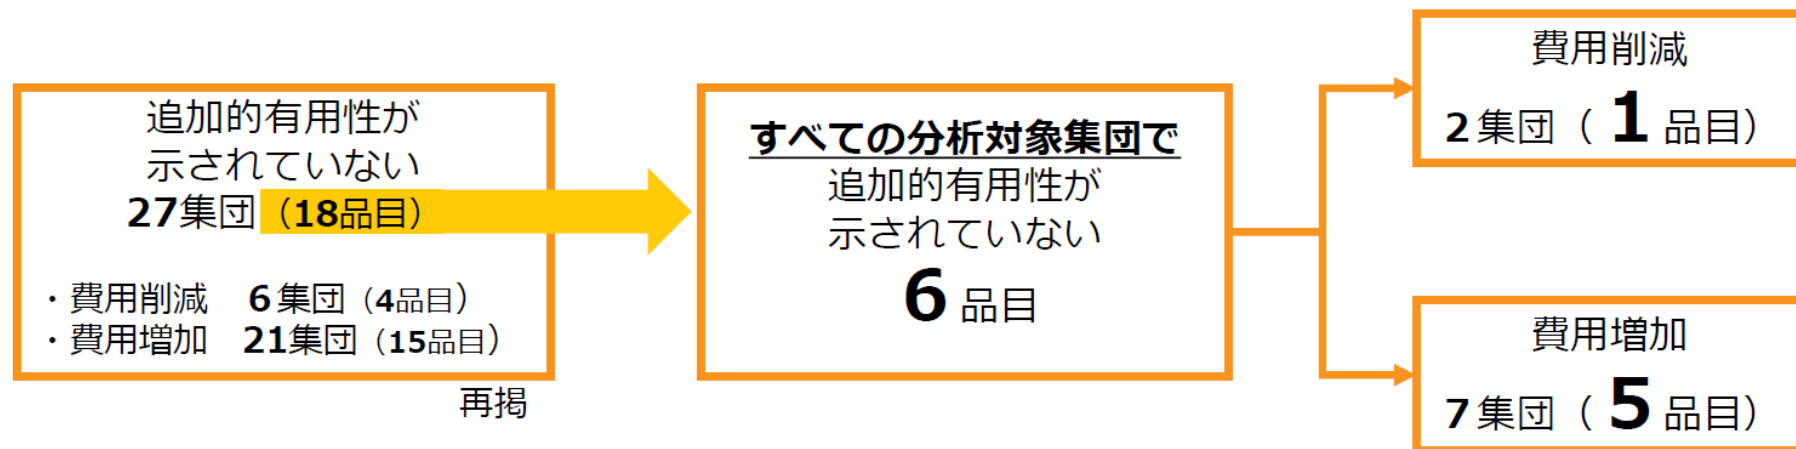 追加的有用性が
示されていない
27集団（18品目）
・費用削減　6集団（4品目）
・費用増加　21集団（15品目）
再掲
すべての分析対象集団で
追加的有用性が
示されていない
6品目
費用削減
2集団（1品目）
費用増加
7集団（5品目）